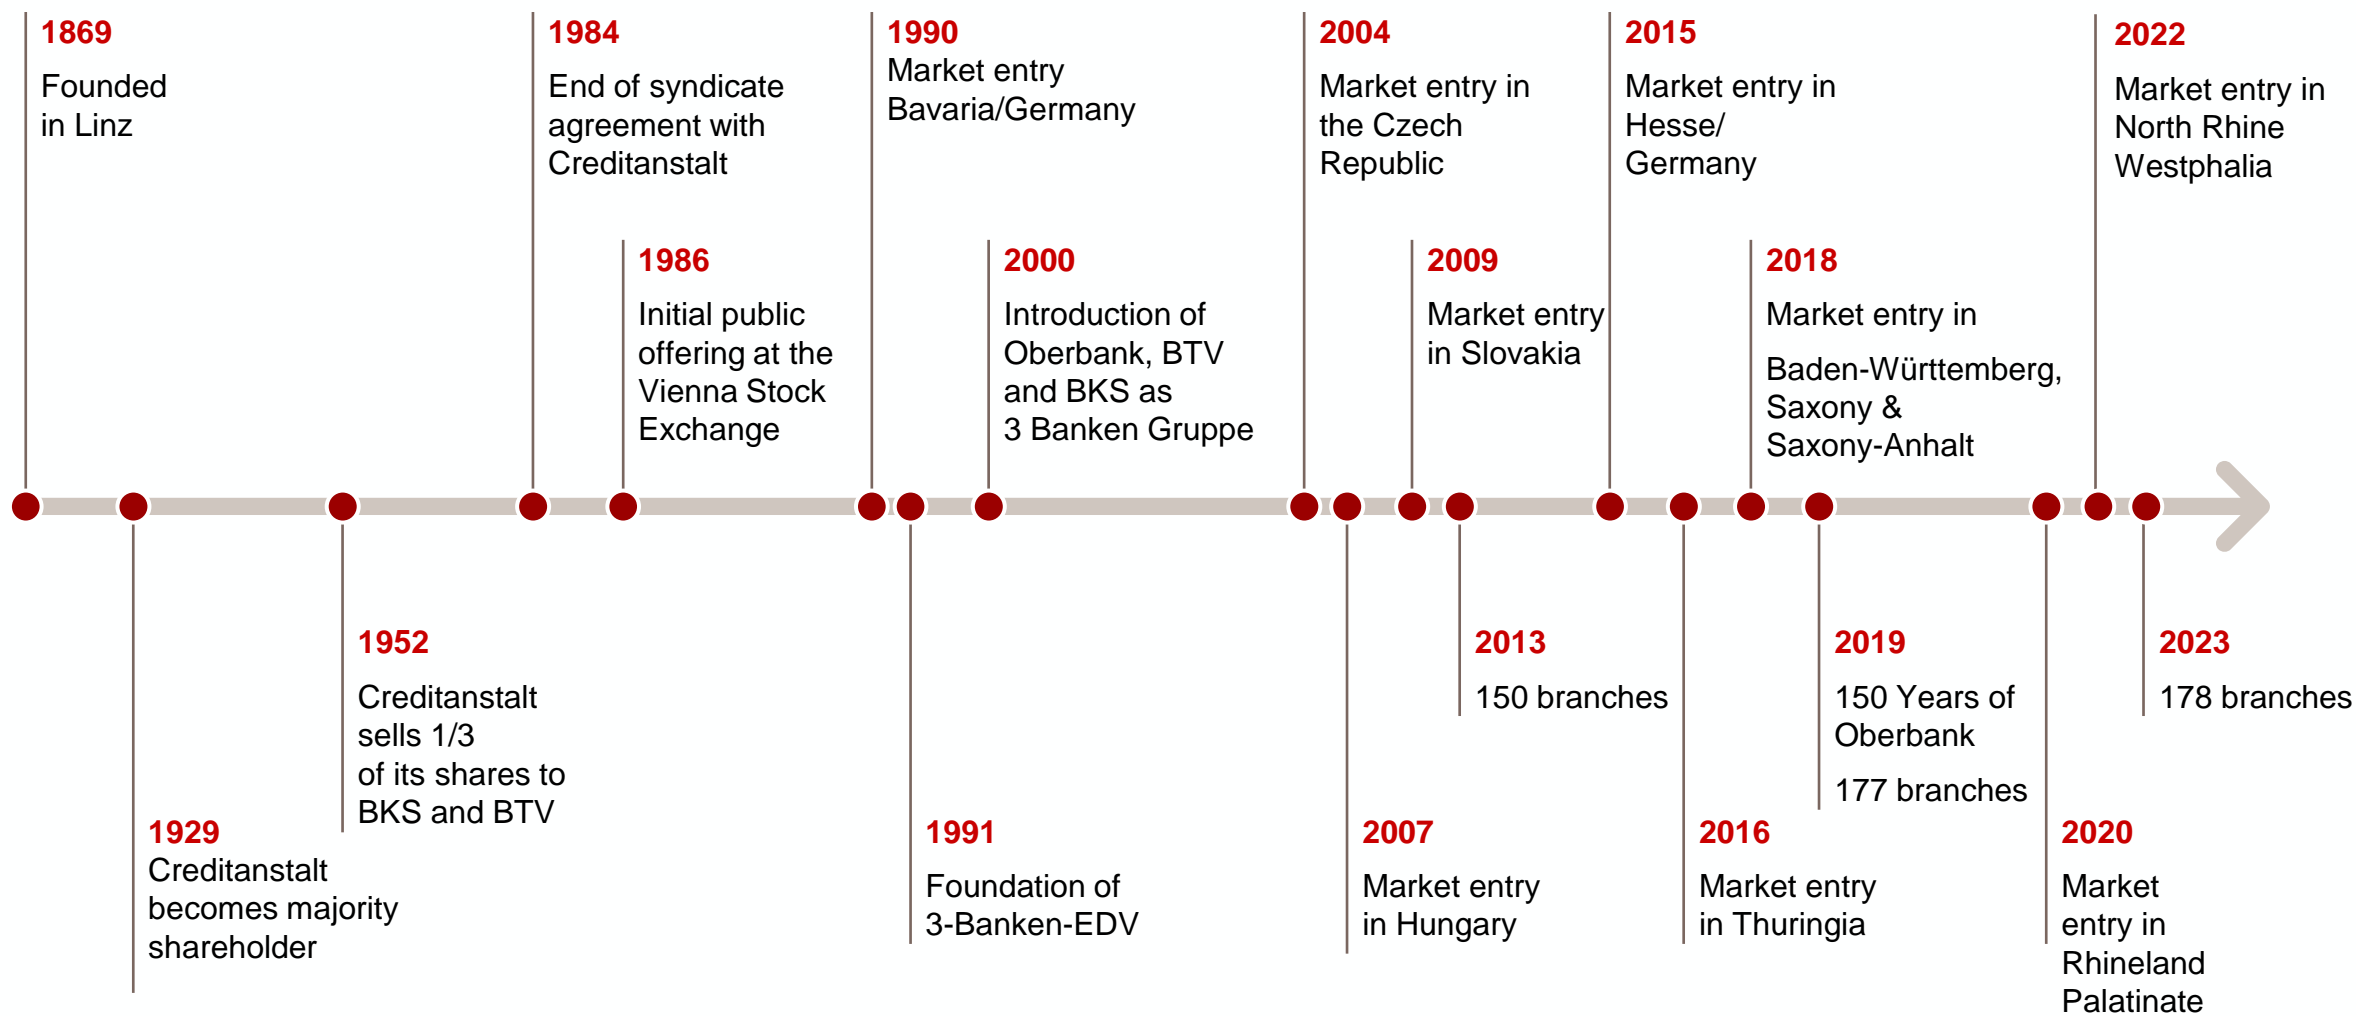 1869
Founded
in Linz
1984
End of syndicate
agreement with
Creditanstalt
1990
Market entry
Bavaria/Germany
2004
Market entry in
the Czech
Republic
2015
Market entry in
Hesse/
Germany
2022
Market entry in
North Rhine
Westphalia
1986
Initial public
offering at the
Vienna Stock
Exchange
2000
Introduction of
Oberbank, BTV
and BKS as
3 Banken Gruppe
2009
Market entry
in Slovakia
2018
Market entry in
Baden-Württemberg,
Saxony &
Saxony-Anhalt
1952
Creditanstalt
sells 1/3
of its shares to
BKS and BTV
2013
150 branches
2019
150 Years of
Oberbank
177 branches
2023
178 branches
1929
Creditanstalt
becomes majority
shareholder
1991
Foundation of
3-Banken-EDV
2007
Market entry
in Hungary
2016
Market entry
in Thuringia
2020
Market
entry in
Rhineland
Palatinate